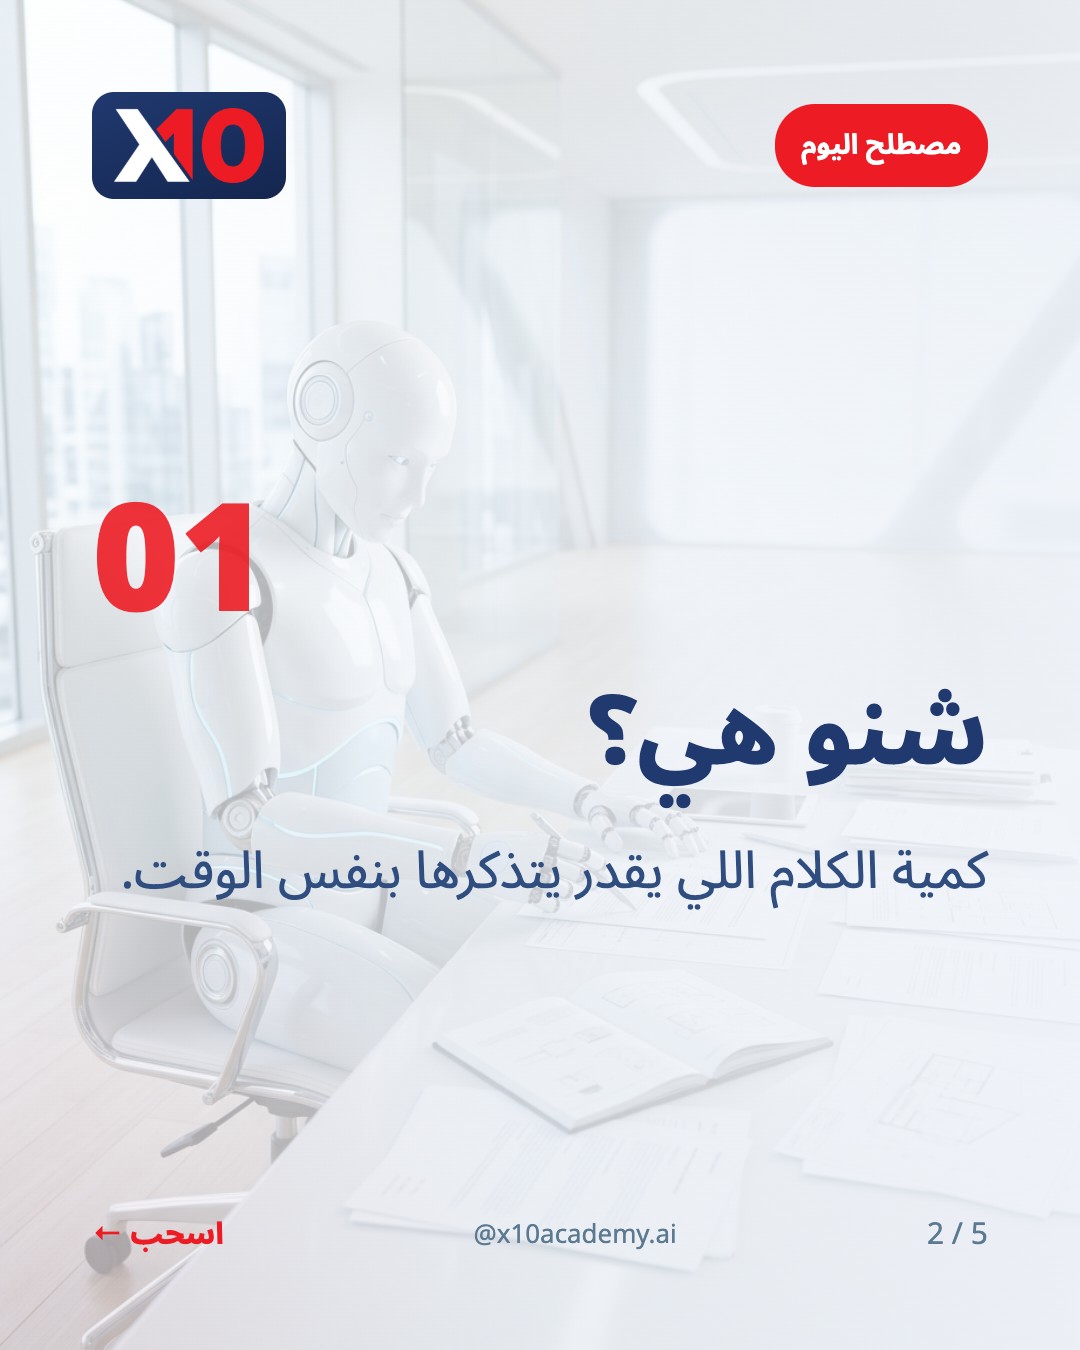 X10
مصطلح اليوم
01
شنو هي؟
كمية الكلام اللي يقدر يتذكرها بنفس الوقت.
اسحب ←
@x10academy.ai
2 / 5